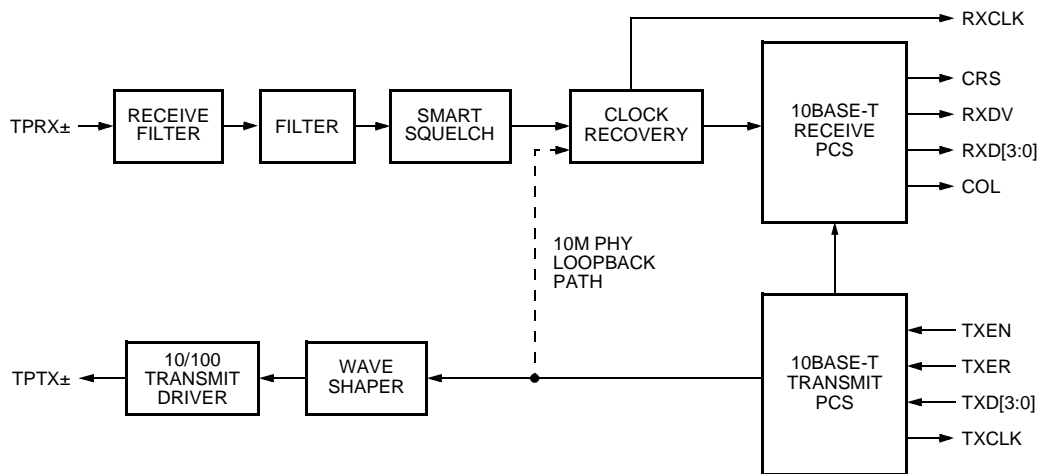 RXCLK
TPRX±
RECEIVE
FILTER
FILTER
SMART
SQUELCH
CLOCK
RECOVERY
10BASE-T
RECEIVE
PCS
CRS
RXDV
RXD[3:0]
COL
10M PHY
LOOPBACK
PATH
TPTX±
10/100
TRANSMIT
DRIVER
WAVE
SHAPER
10BASE-T
TRANSMIT
PCS
TXEN
TXER
TXD[3:0]
TXCLK